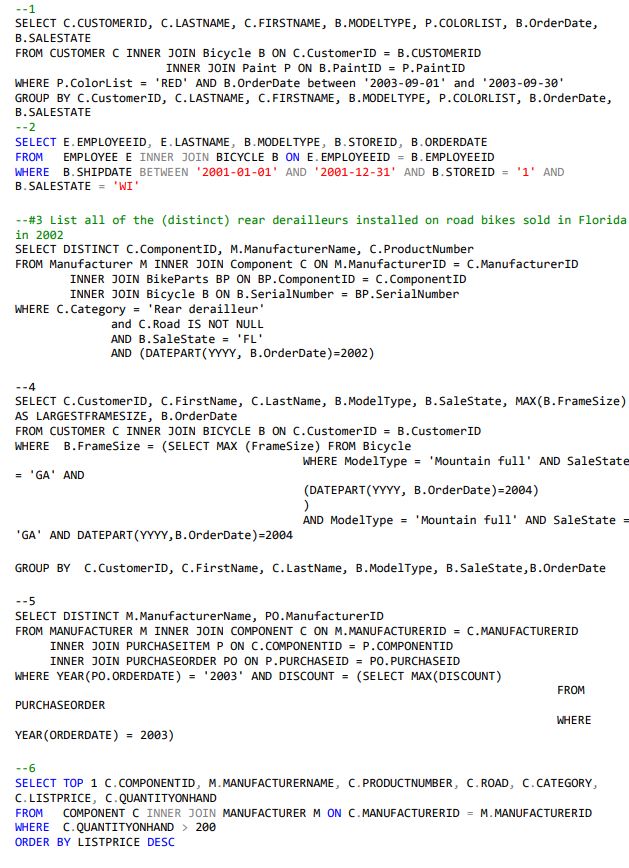 --1
SELECT C.CUSTOMERID, C.LASTNAME, C.FIRSTNAME, B.MODELTYPE, P.COLORLIST, B.OrderDate,
B.SALESTATE
FROM CUSTOMER C INNER JOIN Bicycle B ON C.CustomerID = B.CUSTOMERID
INNER JOIN Paint P ON B.PaintID = P.PaintID
WHERE P.ColorList = 'RED' AND B.OrderDate between '2003-09-01' and '2003-09-30'
GROUP BY C.CustomerID, C.LASTNAME, C.FIRSTNAME, B.MODELTYPE, P.COLORLIST, B.OrderDate,
B.SALESTATE
--2
SELECT E.EMPLOYEEID, E.LASTNAME, B.MODELTYPE, B.STOREID, B.ORDERDATE
FROM EMPLOYEE E INNER JOIN BICYCLE B ON E.EMPLOYEEID = B.EMPLOYEEID
WHERE B.SHIPDATE BETWEEN '2001-01-01' AND '2001-12-31' AND B.STOREID = '1' AND
B.SALESTATE = 'WI'
--#3 List all of the (distinct) rear derailleurs installed on road bikes sold in Florida
in 2002
SELECT DISTINCT C.ComponentID, M.ManufacturerName, C.ProductNumber
FROM Manufacturer M INNER JOIN Component C ON M.ManufacturerID = C.ManufacturerID
INNER JOIN BikeParts BP ON BP.ComponentID = C.ComponentID
INNER JOIN Bicycle B ON B.SerialNumber = BP.SerialNumber
WHERE C.Category = 'Rear derailleur'
and C.Road IS NOT NULL
AND B.SaleState = 'FL'
AND (DATEPART(YYYY, B.OrderDate)=2002)
--4
SELECT C.CustomerID, C.FirstName, C.LastName, B.ModelType, B.SaleState, MAX(B.FrameSize)
AS LARGESTFRAMESIZE, B.OrderDate
FROM CUSTOMER C INNER JOIN BICYCLE B ON C.CustomerID = B.CustomerID
WHERE B.FrameSize = (SELECT MAX (FrameSize) FROM Bicycle
WHERE ModelType = 'Mountain full' AND SaleState
= 'GA' AND
(DATEPART(YYYY, B.OrderDate)=2004)
)
AND ModelType = 'Mountain full' AND SaleState =
'GA' AND DATEPART(YYYY,B.OrderDate)=2004
GROUP BY C.CustomerID, C.FirstName, C.LastName, B.ModelType, B.SaleState,B.OrderDate
--5
SELECT DISTINCT M.ManufacturerName, PO.ManufacturerID
FROM MANUFACTURER M INNER JOIN COMPONENT C ON M.MANUFACTURERID = C.MANUFACTURERID
INNER JOIN PURCHASEITEM P ON C.COMPONENTID = P.COMPONENTID
INNER JOIN PURCHASEORDER PO ON P.PURCHASEID = PO.PURCHASEID
WHERE YEAR(PO.ORDERDATE) = '2003' AND DISCOUNT = (SELECT MAX(DISCOUNT)
FROM
PURCHASEORDER
WHERE
YEAR(ORDERDATE) = 2003)
--6
SELECT TOP 1 C.COMPONENTID, M.MANUFACTURERNAME, C.PRODUCTNUMBER, C.ROAD, C.CATEGORY,
C.LISTPRICE, C.QUANTITYONHAND
FROM COMPONENT C INNER JOIN MANUFACTURER M ON C.MANUFACTURERID = M.MANUFACTURERID
WHERE C.QUANTITYONHAND > 200
ORDER BY LISTPRICE DESC